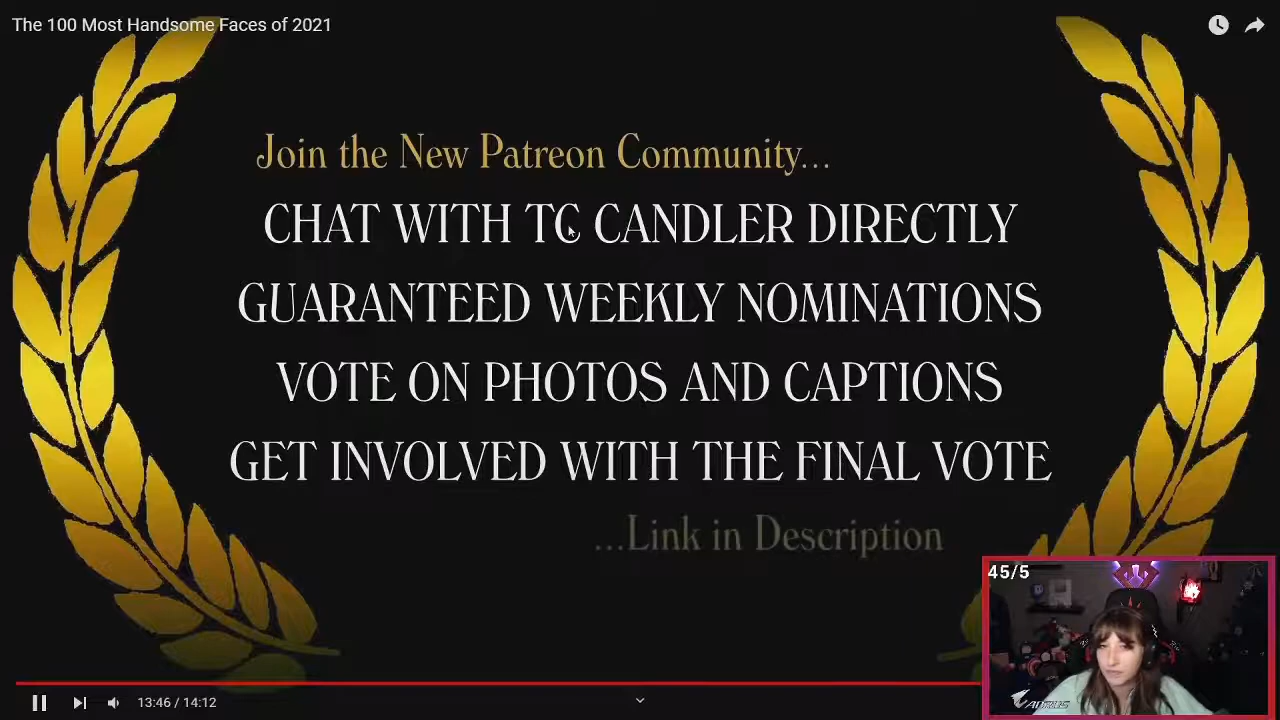 The 100 Most Handsome Faces of 2021
Join the New Patreon Community...
CHAT WITH TC CANDLER DIRECTLY
GUARANTEED WEEKLY NOMINATIONS
VOTE ON PHOTOS AND CAPTIONS
GET INVOLVED WITH THE FINAL VOTE
...Link in Description
45/5
AORUS
13:46 / 14:12